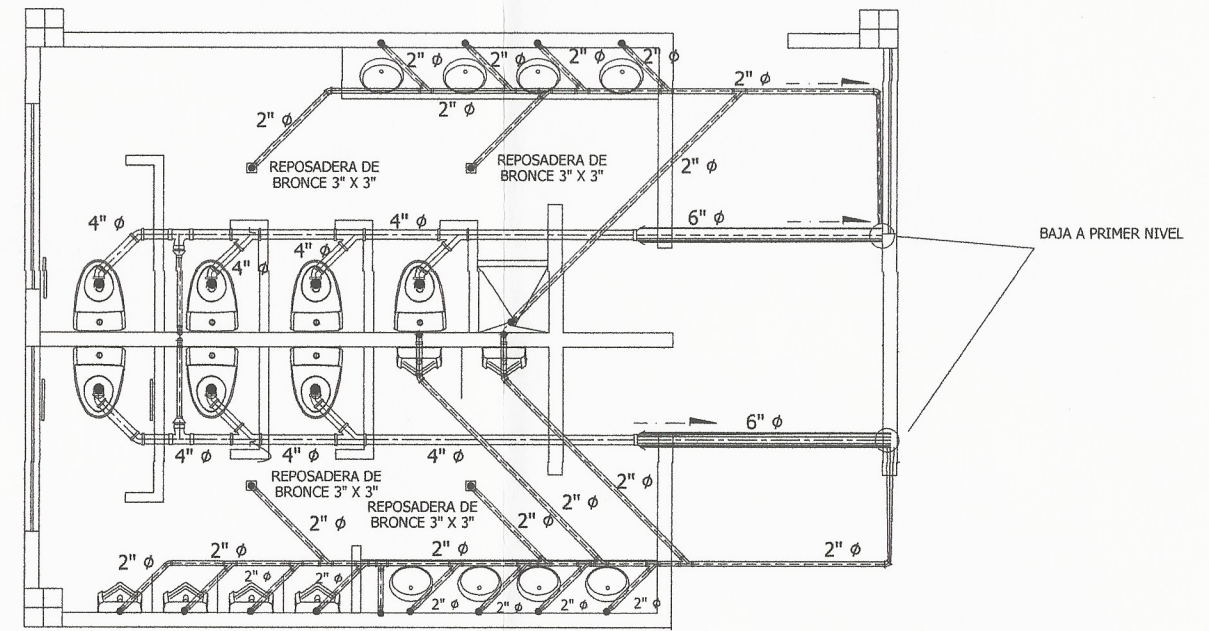 2" ø
2" ø
2" ø
2" ø
2" ø
2" ø
2" ø
REPOSADERA DE
BRONCE 3" X 3"
REPOSADERA DE
BRONCE 3" X 3"
2" ø
4" ø
4" ø
6" ø
4" ø
4" ø
BAJA A PRIMER NIVEL
6" ø
4" ø
4" ø
4" ø
REPOSADERA DE
BRONCE 3" X 3"
REPOSADERA DE
BRONCE 3" X 3"
2" ø
2" ø
2" ø
2" ø
2" ø
2" ø
2" ø
2" ø
2" ø
2" ø
2" ø
2" ø
2" ø
2" ø